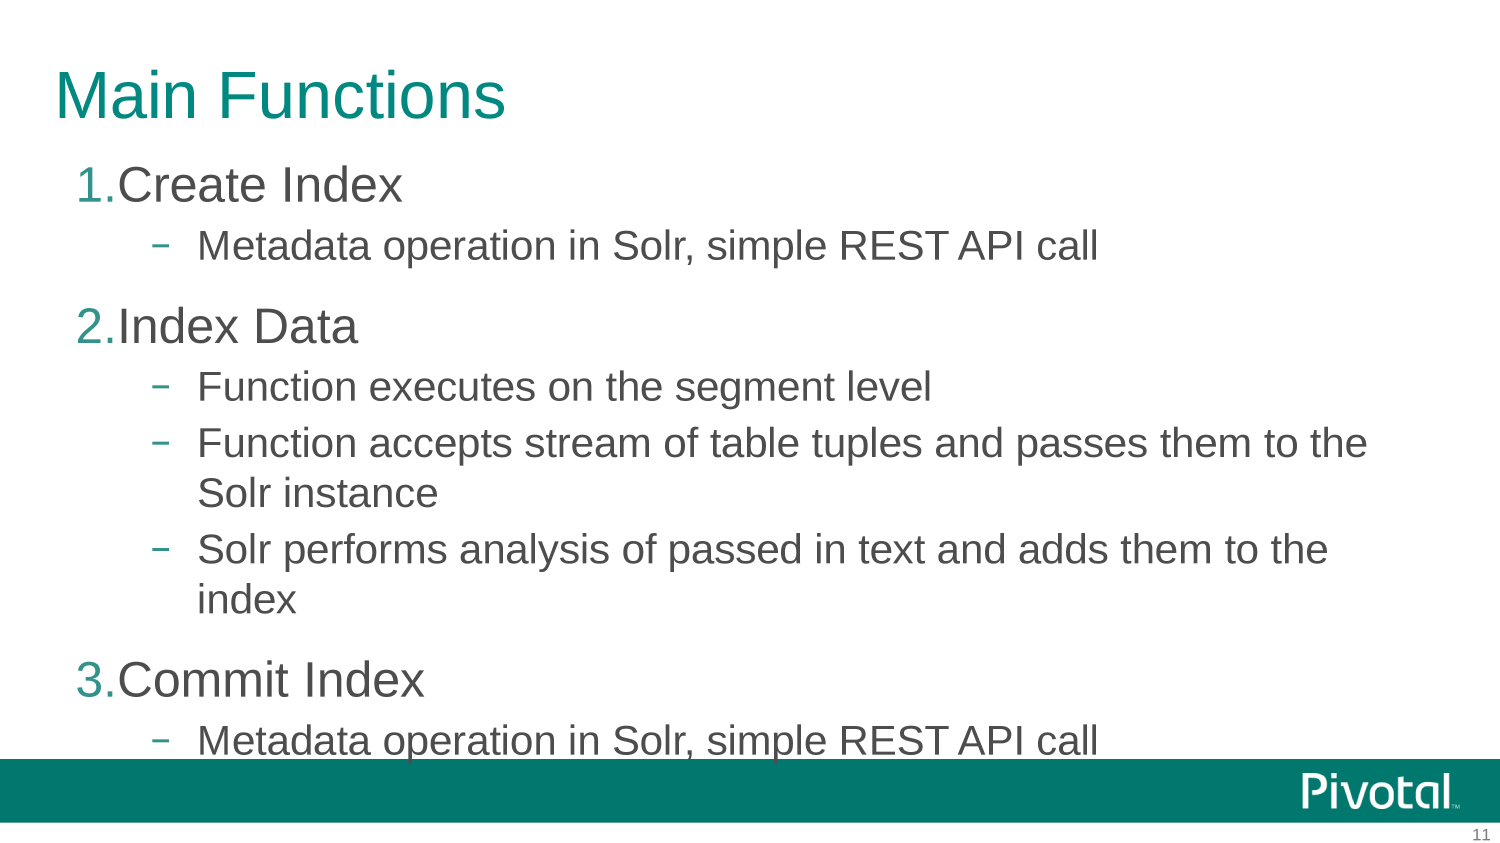 Main Functions
1.Create Index
– Metadata operation in Solr, simple REST API call
2.Index Data
– Function executes on the segment level
– Function accepts stream of table tuples and passes them to the
Solr instance
– Solr performs analysis of passed in text and adds them to the
index
3.Commit Index
– Metadata operation in Solr, simple REST API call
Pivotal™
11